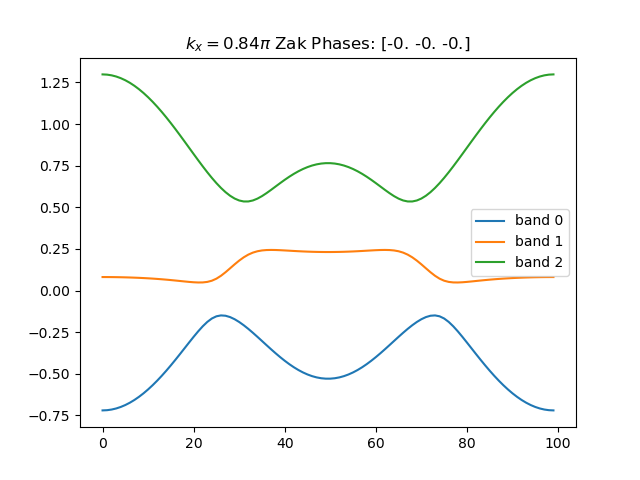 $k_x = 0.84\pi$ Zak Phases: [-0. -0. -0.]
1.25
1.00
0.75
0.50
0.25
0.00
−0.25
−0.50
−0.75
band 0
band 1
band 2
0 20 40 60 80 100